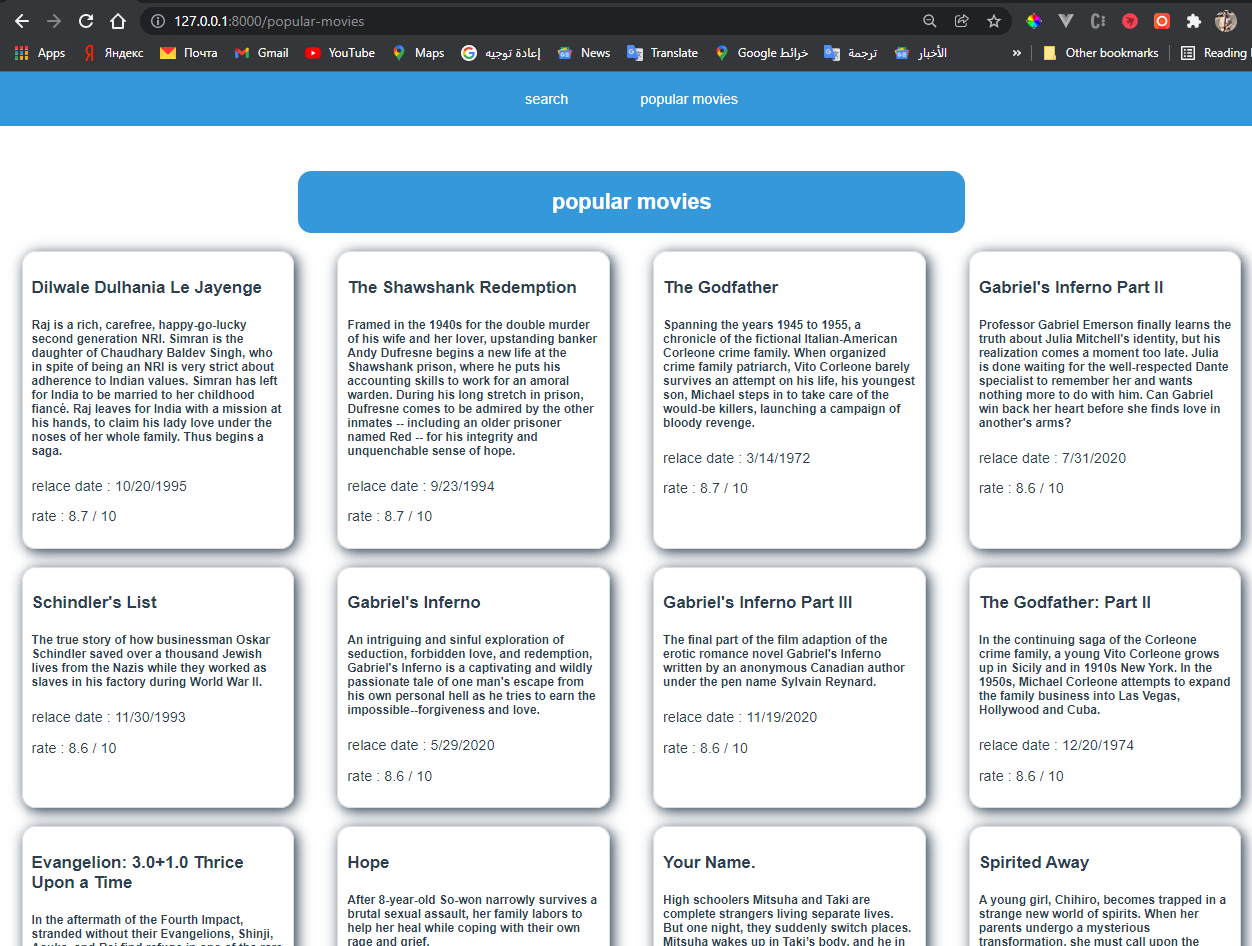 127.0.0.1:8000/popular-movies
Apps Яндекс Почта Gmail YouTube Maps إعادة توجيه News Translate خرائط Google ترجمة الأخبار » Other bookmarks Reading
search popular movies
popular movies
Dilwale Dulhania Le Jayenge
Raj is a rich, carefree, happy-go-lucky
second generation NRI. Simran is the
daughter of Chaudhary Baldev Singh, who
in spite of being an NRI is very strict about
adherence to Indian values. Simran has left
for India to be married to her childhood
fiancé. Raj leaves for India with a mission at
his hands, to claim his lady love under the
noses of her whole family. Thus begins a
saga.
relace date : 10/20/1995
rate : 8.7 / 10
The Shawshank Redemption
Framed in the 1940s for the double murder
of his wife and her lover, upstanding banker
Andy Dufresne begins a new life at the
Shawshank prison, where he puts his
accounting skills to work for an amoral
warden. During his long stretch in prison,
Dufresne comes to be admired by the other
inmates -- including an older prisoner
named Red -- for his integrity and
unquenchable sense of hope.
relace date : 9/23/1994
rate : 8.7 / 10
The Godfather
Spanning the years 1945 to 1955, a
chronicle of the fictional Italian-American
Corleone crime family. When organized
crime family patriarch, Vito Corleone barely
survives an attempt on his life, his youngest
son, Michael steps in to take care of the
would-be killers, launching a campaign of
bloody revenge.
relace date : 3/14/1972
rate : 8.7 / 10
Gabriel's Inferno Part II
Professor Gabriel Emerson finally learns the
truth about Julia Mitchell's identity, but his
realization comes a moment too late. Julia
is done waiting for the well-respected Dante
specialist to remember her and wants
nothing more to do with him. Can Gabriel
win back her heart before she finds love in
another's arms?
relace date : 7/31/2020
rate : 8.6 / 10
Schindler's List
The true story of how businessman Oskar
Schindler saved over a thousand Jewish
lives from the Nazis while they worked as
slaves in his factory during World War II.
relace date : 11/30/1993
rate : 8.6 / 10
Gabriel's Inferno
An intriguing and sinful exploration of
seduction, forbidden love, and redemption,
Gabriel's Inferno is a captivating and wildly
passionate tale of one man's escape from
his own personal hell as he tries to earn the
impossible--forgiveness and love.
relace date : 5/29/2020
rate : 8.6 / 10
Gabriel's Inferno Part III
The final part of the film adaption of the
erotic romance novel Gabriel's Inferno
written by an anonymous Canadian author
under the pen name Sylvain Reynard.
relace date : 11/19/2020
rate : 8.6 / 10
The Godfather: Part II
In the continuing saga of the Corleone
crime family, a young Vito Corleone grows
up in Sicily and in 1910s New York. In the
1950s, Michael Corleone attempts to expand
the family business into Las Vegas,
Hollywood and Cuba.
relace date : 12/20/1974
rate : 8.6 / 10
Evangelion: 3.0+1.0 Thrice
Upon a Time
In the aftermath of the Fourth Impact,
stranded without their Evangelions, Shinji,
Hope
After 8-year-old So-won narrowly survives a
brutal sexual assault, her family labors to
help her heal while coping with their own
rage and grief.
Your Name.
High schoolers Mitsuha and Taki are
complete strangers living separate lives.
But one night, they suddenly switch places.
Mitsuha wakes up in Taki's body, and he in
Spirited Away
A young girl, Chihiro, becomes trapped in a
strange new world of spirits. When her
parents undergo a mysterious
transformation, she must call upon the